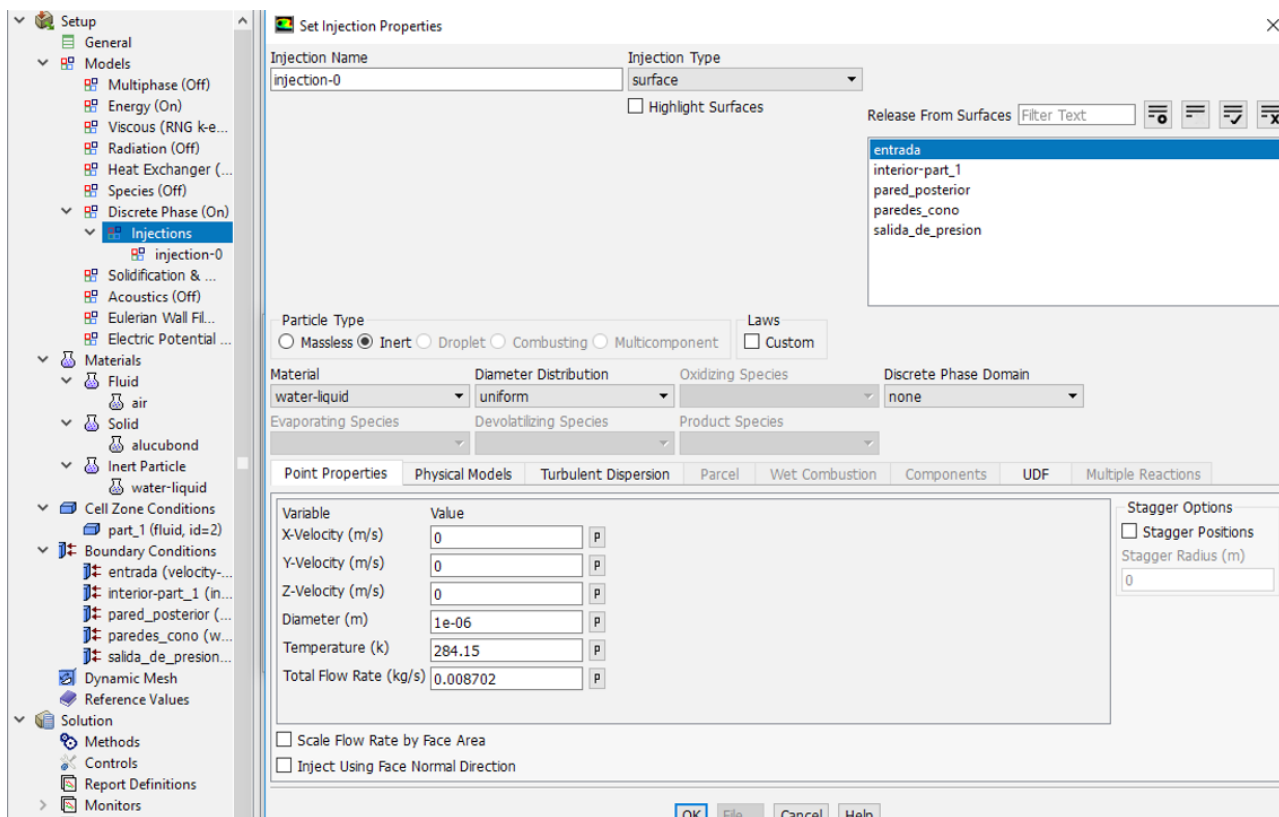 Setup
General
Models
Multiphase (Off)
Energy (On)
Viscous (RNG k-e...
Radiation (Off)
Heat Exchanger (...
Species (Off)
Discrete Phase (On)
Injections
injection-0
Solidification & ...
Acoustics (Off)
Eulerian Wall Fil...
Electric Potential ...
Materials
Fluid
air
Solid
alucubond
Inert Particle
water-liquid
Cell Zone Conditions
part_1 (fluid, id=2)
Boundary Conditions
entrada (velocity-...
interior-part_1 (in...
pared_posterior (...
paredes_cono (w...
salida_de_presion...
Dynamic Mesh
Reference Values
Solution
Methods
Controls
Report Definitions
Monitors
Set Injection Properties
Injection Name
injection-0
Injection Type
surface
Highlight Surfaces
Release From Surfaces Filter Text
entrada
interior-part_1
pared_posterior
paredes_cono
salida_de_presion
Particle Type
Massless Inert Droplet Combusting Multicomponent
Laws
Custom
Material Diameter Distribution Oxidizing Species Discrete Phase Domain
water-liquid uniform none
Evaporating Species Devolatilizing Species Product Species
Point Properties Physical Models Turbulent Dispersion Parcel Wet Combustion Components UDF Multiple Reactions
Variable Value
X-Velocity (m/s) 0 P
Y-Velocity (m/s) 0 P
Z-Velocity (m/s) 0 P
Diameter (m) 1e-06 P
Temperature (k) 284.15 P
Total Flow Rate (kg/s) 0.008702 P
Stagger Options
Stagger Positions
Stagger Radius (m)
0
Scale Flow Rate by Face Area
Inject Using Face Normal Direction
OK File... Cancel Help